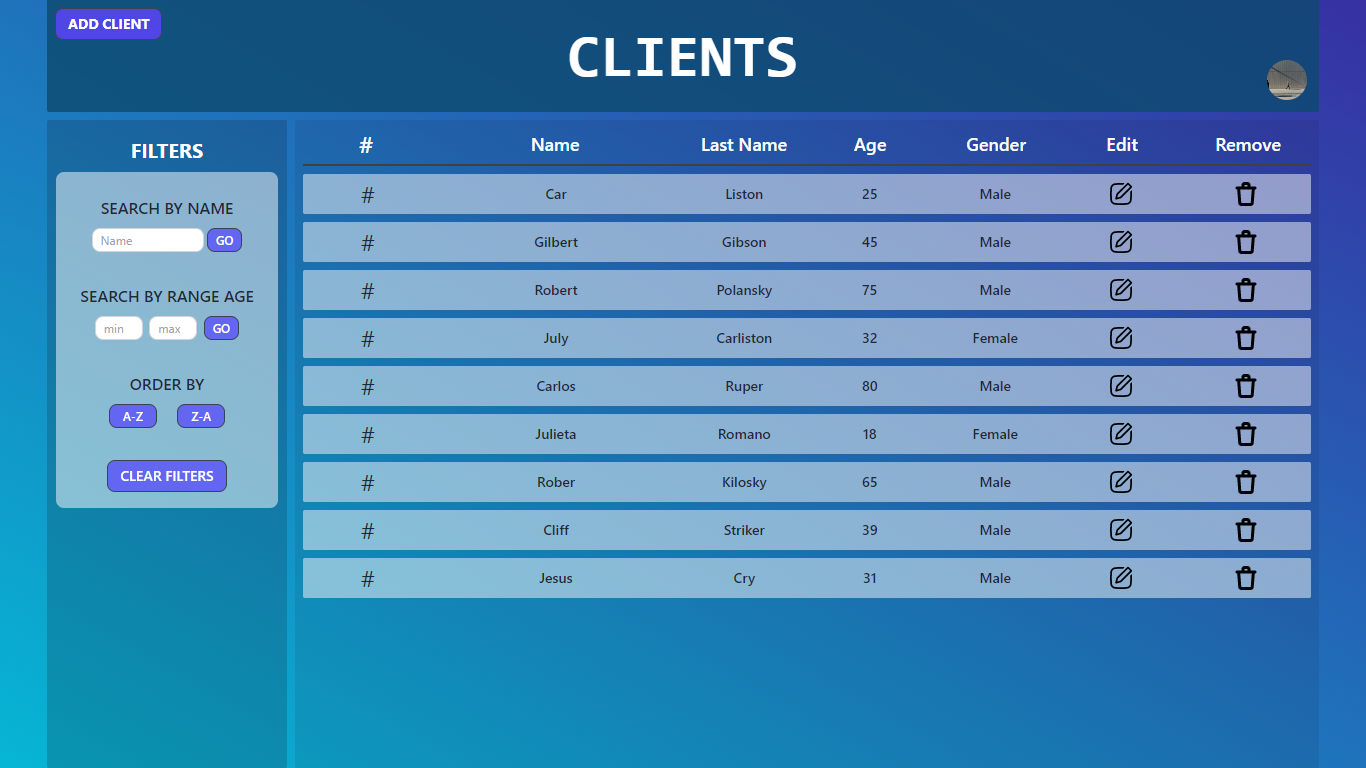 ADD CLIENT
CLIENTS
FILTERS
SEARCH BY NAME
Name GO
SEARCH BY RANGE AGE
min max GO
ORDER BY
A-Z Z-A
CLEAR FILTERS
# Name Last Name Age Gender Edit Remove
# Car Liston 25 Male
# Gilbert Gibson 45 Male
# Robert Polansky 75 Male
# July Carliston 32 Female
# Carlos Ruper 80 Male
# Julieta Romano 18 Female
# Rober Kilosky 65 Male
# Cliff Striker 39 Male
# Jesus Cry 31 Male